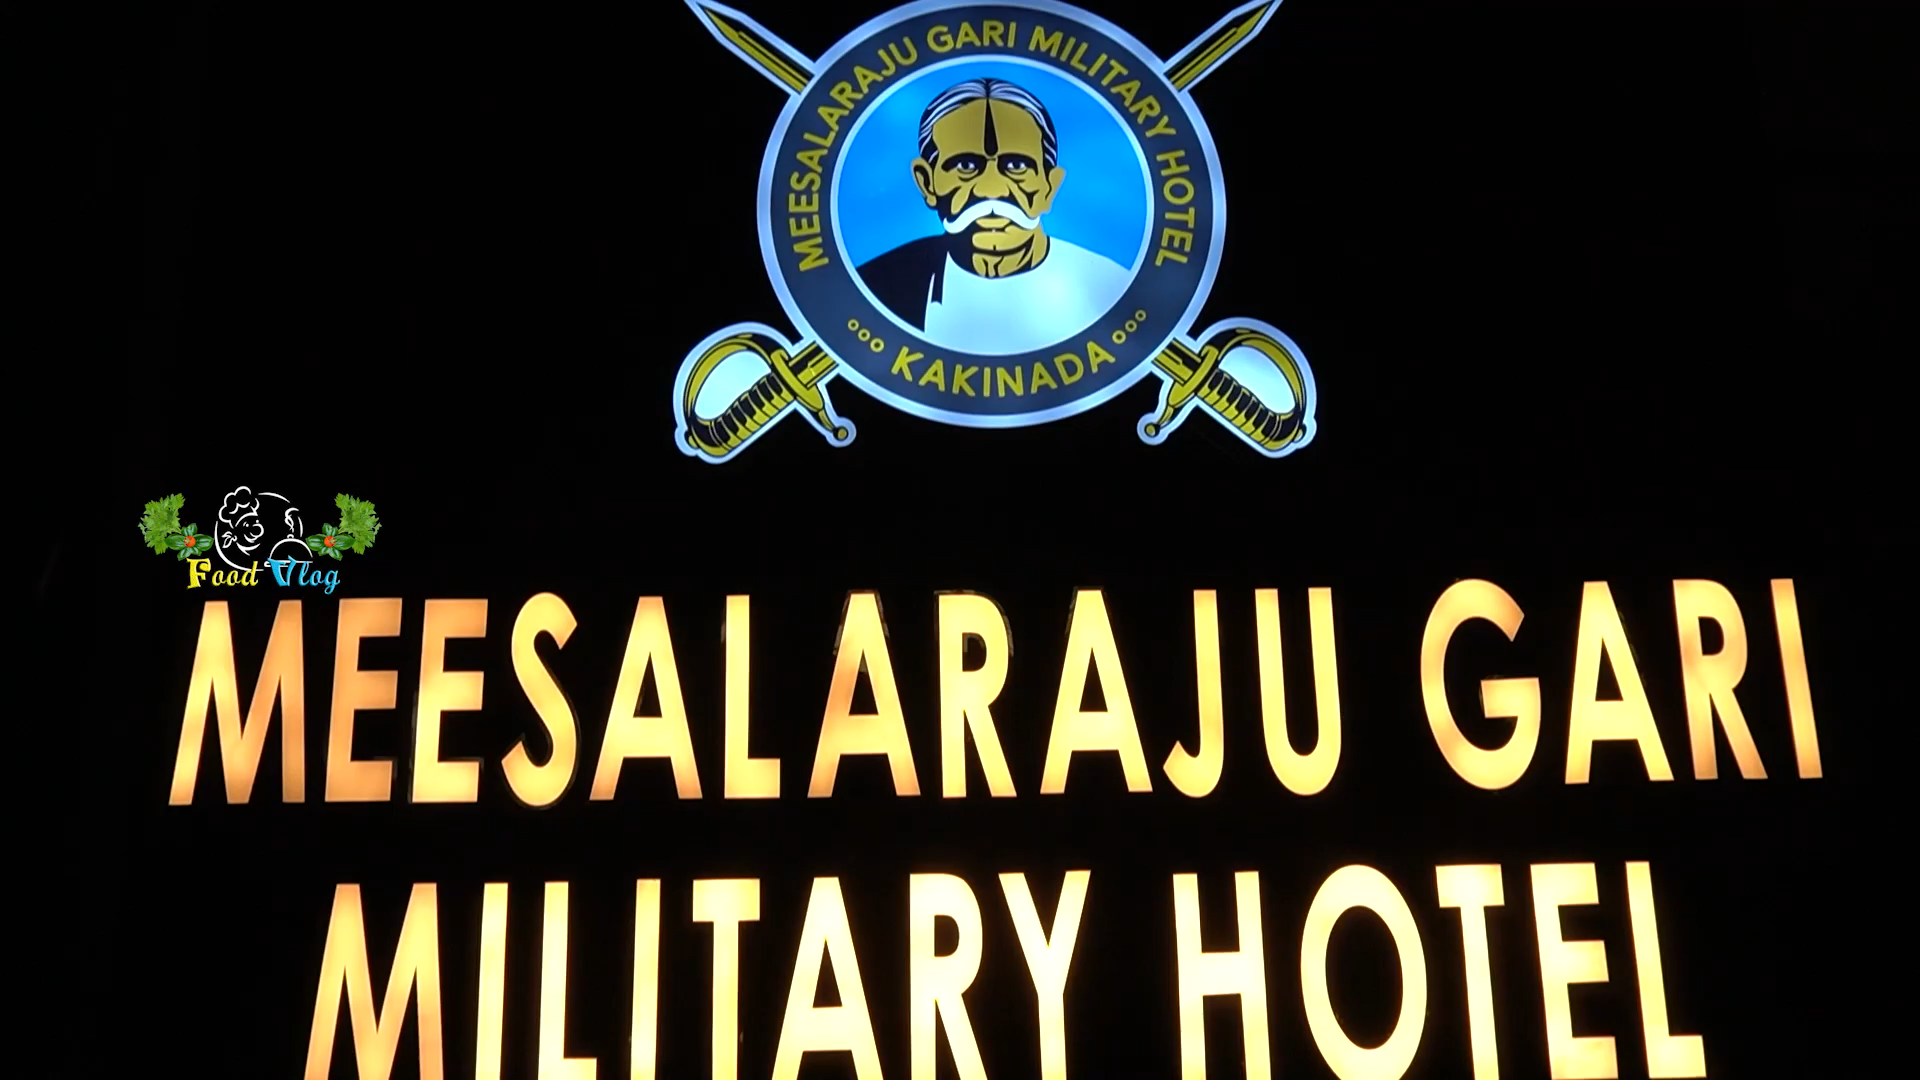 MEESALARAJU GARI MILITARY HOTEL
KAKINADA
Food Vlog
MEESALARAJU GARI
MILITARY HOTEL